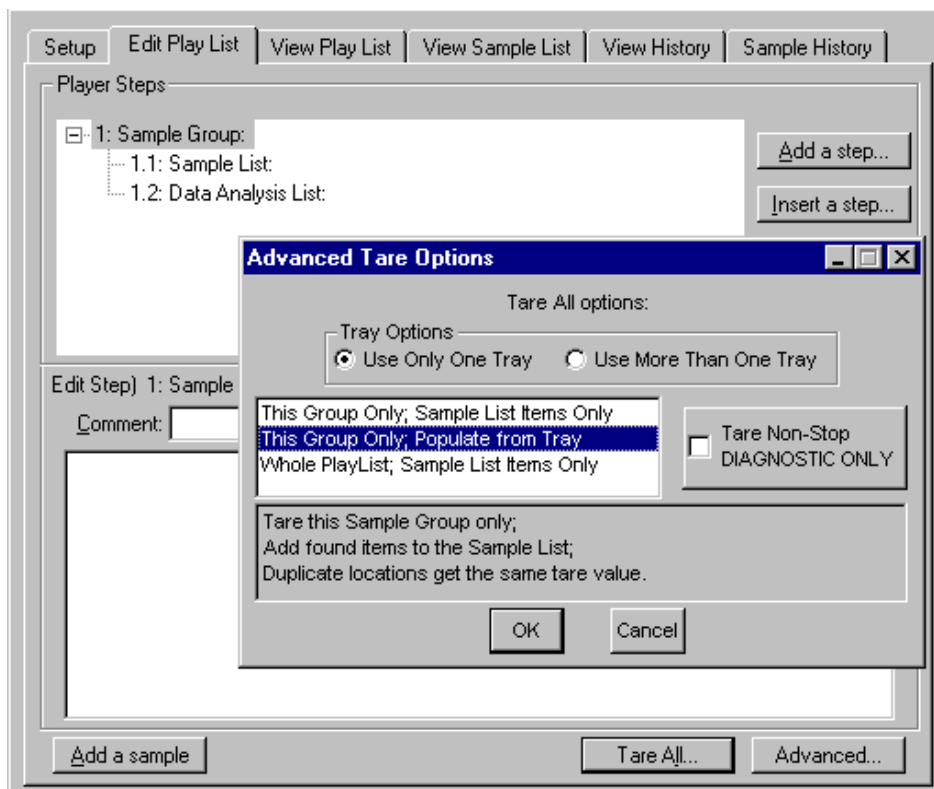 Setup Edit Play List View Play List View Sample List View History Sample History
Player Steps
1: Sample Group:
1.1: Sample List:
1.2: Data Analysis List:
Add a step...
Insert a step...
Advanced Tare Options
Tare All options:
Tray Options
Use Only One Tray Use More Than One Tray
Edit Step) 1: Sample
Comment:
This Group Only; Sample List Items Only
This Group Only; Populate from Tray
Whole PlayList; Sample List Items Only
Tare Non-Stop
DIAGNOSTIC ONLY
Tare this Sample Group only;
Add found items to the Sample List;
Duplicate locations get the same tare value.
OK Cancel
Add a sample Tare All... Advanced...